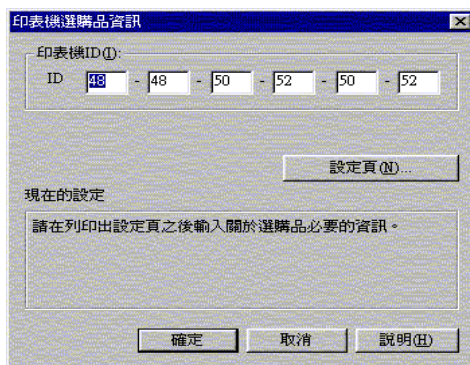 印表機選購品資訊
印表機ID(I):
ID 48 - 48 - 50 - 52 - 50 - 52
設定頁(N)...
現在的設定
請在列印出設定頁之後輸入關於選購品必要的資訊。
確定 取消 說明(H)